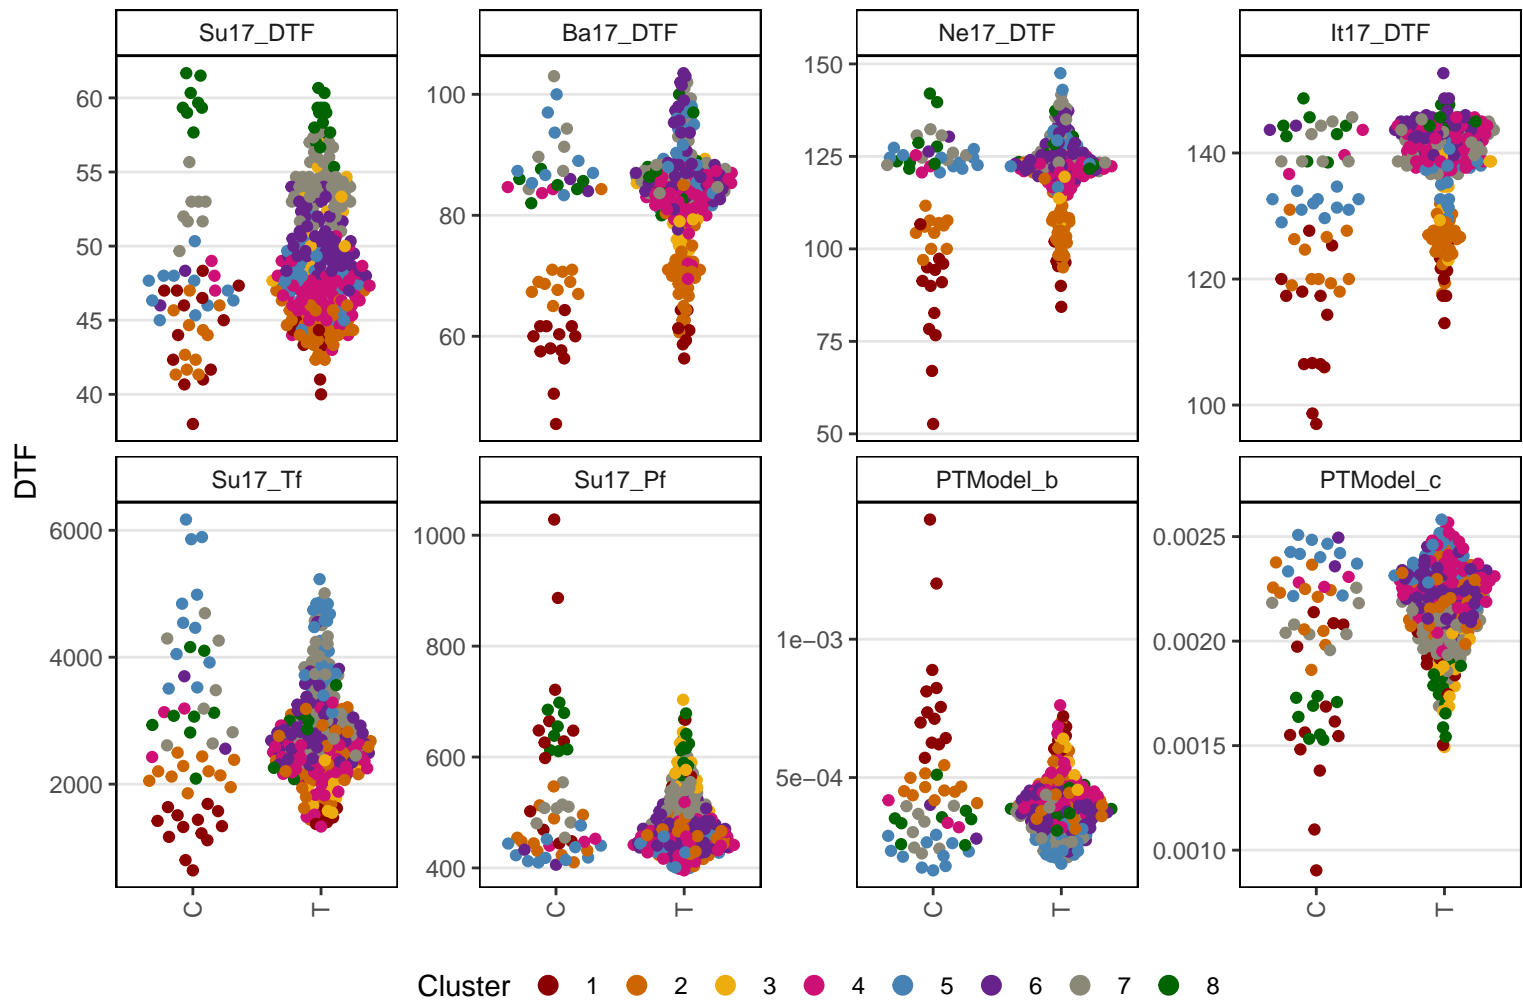 Su17_DTF
Ba17_DTF
Ne17_DTF
It17_DTF
60
55
50
45
40
100
80
60
150
125
100
75
50
140
120
100
DTF
Su17_Tf
Su17_Pf
PTModel_b
PTModel_c
6000
4000
2000
1000
800
600
400
1e−03
5e−04
0.0025
0.0020
0.0015
0.0010
C T C T C T C T
Cluster 1 2 3 4 5 6 7 8